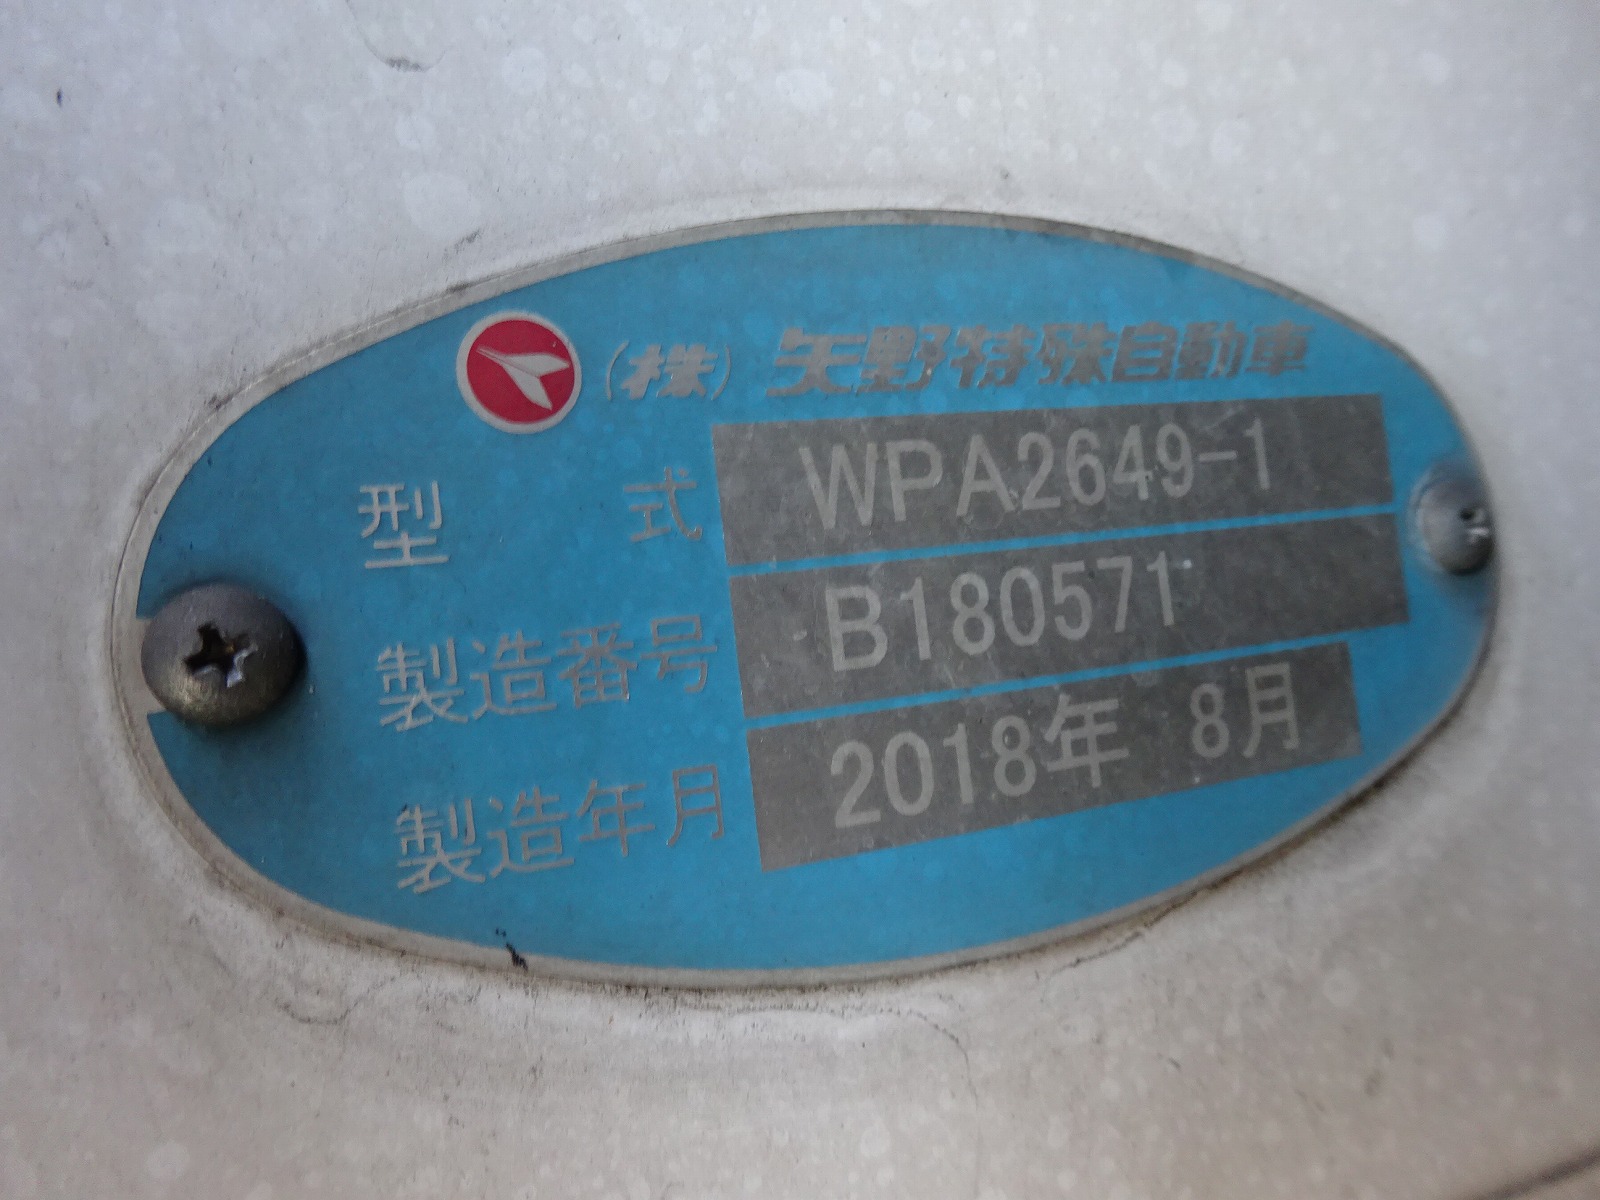 (株)矢野特殊自動車
型 式 WPA2649-1
製造番号 B180571
製造年月 2018年 8月